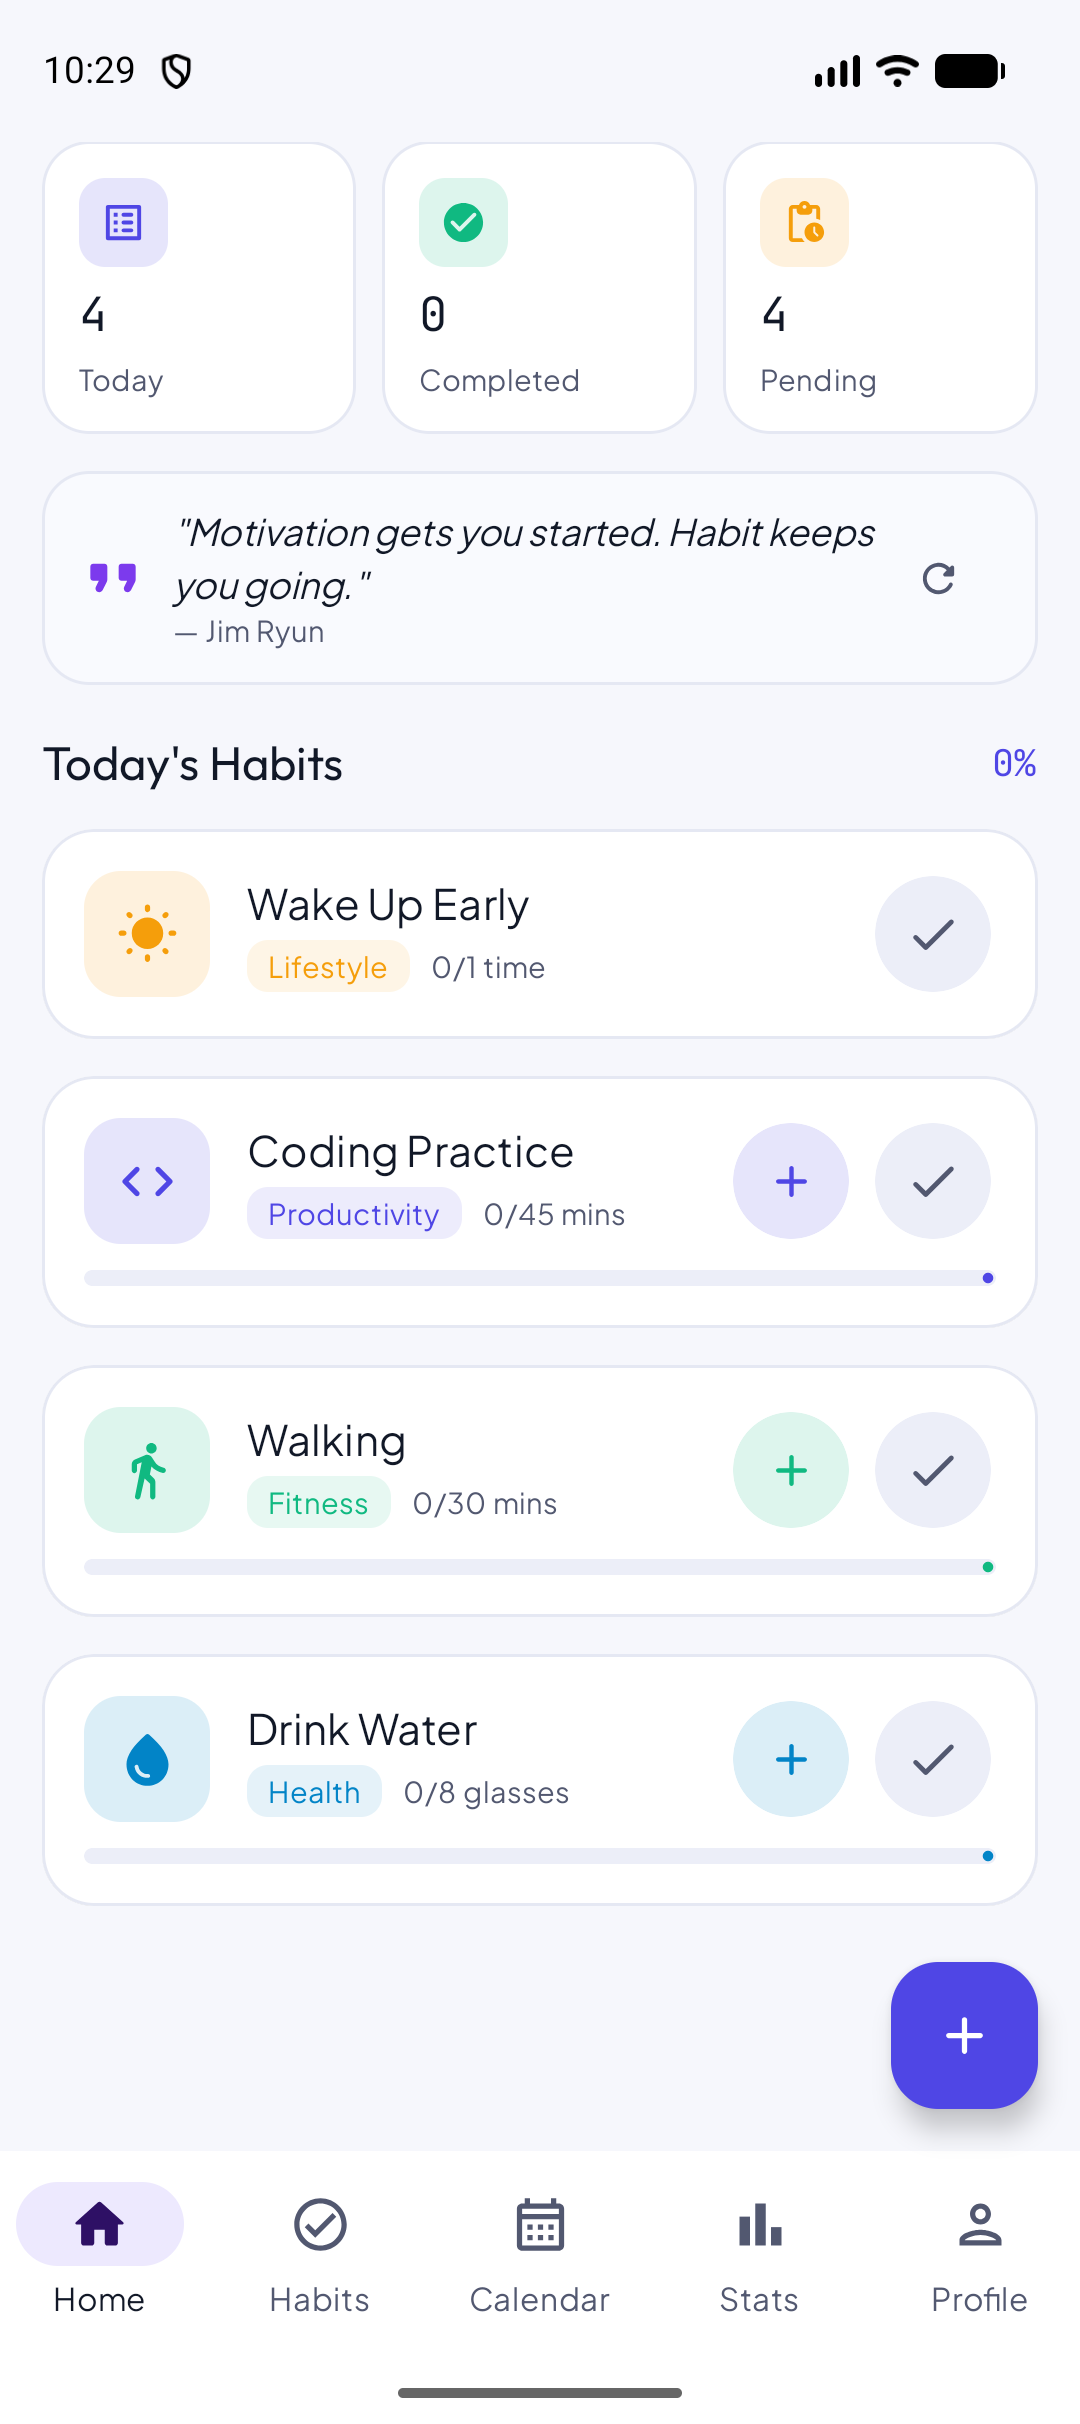 10:29
4
Today
0
Completed
4
Pending
"Motivation gets you started. Habit keeps
you going."
— Jim Ryun
Today's Habits
0%
Wake Up Early
Lifestyle
0/1 time
Coding Practice
Productivity
0/45 mins
Walking
Fitness
0/30 mins
Drink Water
Health
0/8 glasses
Home
Habits
Calendar
Stats
Profile